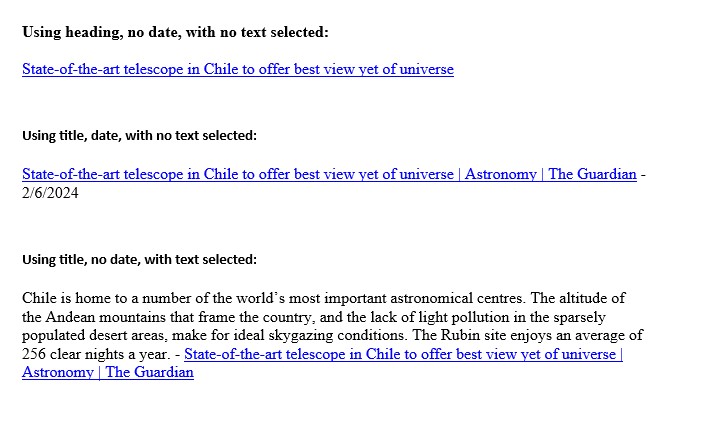 Using heading, no date, with no text selected:
State-of-the-art telescope in Chile to offer best view yet of universe
Using title, date, with no text selected:
State-of-the-art telescope in Chile to offer best view yet of universe | Astronomy | The Guardian -
2/6/2024
Using title, no date, with text selected:
Chile is home to a number of the world’s most important astronomical centres. The altitude of
the Andean mountains that frame the country, and the lack of light pollution in the sparsely
populated desert areas, make for ideal skygazing conditions. The Rubin site enjoys an average of
256 clear nights a year. - State-of-the-art telescope in Chile to offer best view yet of universe |
Astronomy | The Guardian